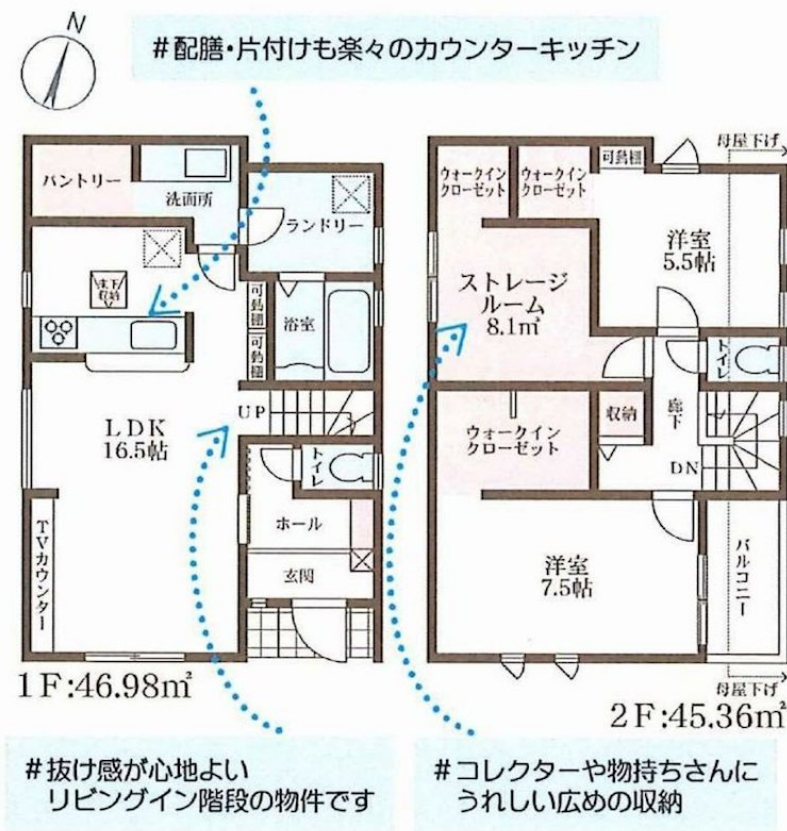 N
#配膳・片付けも楽々のカウンターキッチン
パントリー
洗面所
ランドリー
床下
収納
可動棚
可動棚
浴室
LDK
16.5帖
UP
トイレ
ホール
玄関
TVカウンター
1F:46.98㎡
母屋下げ
ウォークイン
クローゼット
ウォークイン
クローゼット
可動棚
洋室
5.5帖
ストレージ
ルーム
8.1㎡
トイレ
ウォークイン
クローゼット
収納
廊下
DN
洋室
7.5帖
バルコニー
母屋下げ
2F:45.36㎡
#抜け感が心地よい
リビングイン階段の物件です
#コレクターや物持ちさんに
うれしい広めの収納